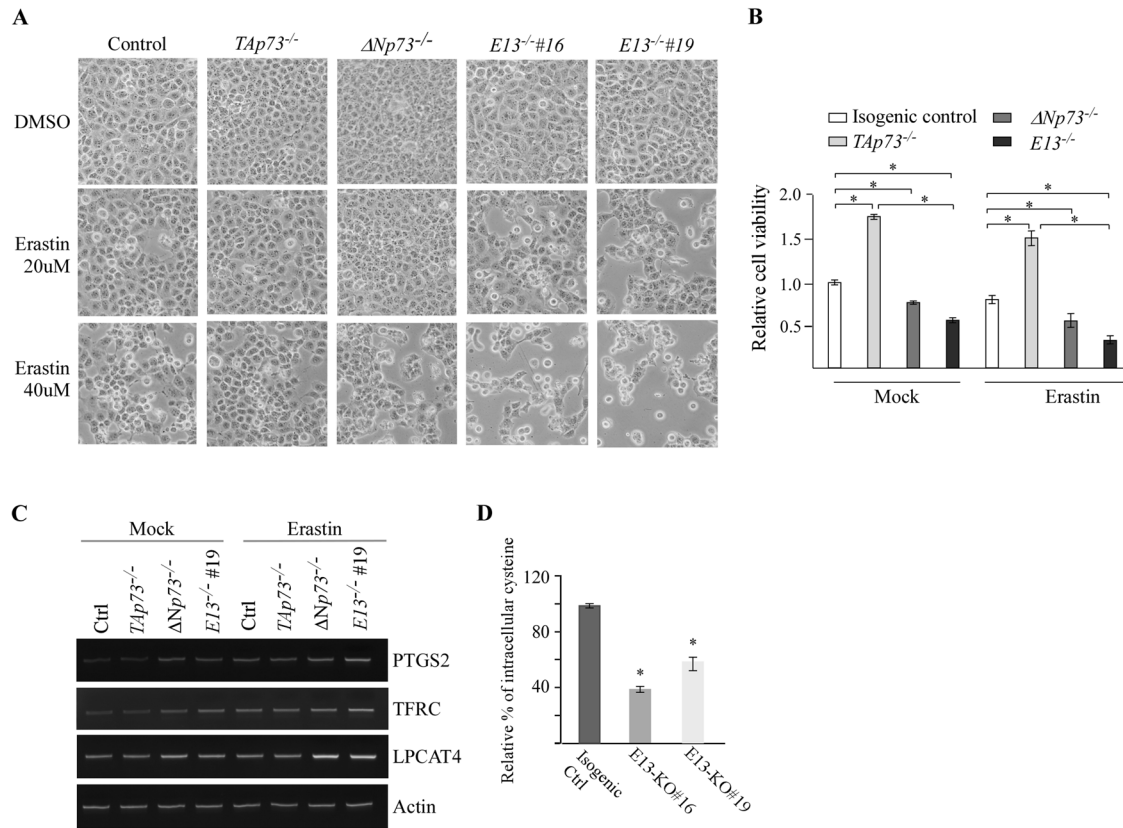 A
Control TAp73-/- ΔNp73-/- E13-/-#16 E13-/-#19
DMSO
Erastin
20uM
Erastin
40uM
B
Isogenic control ΔNp73-/-
TAp73-/- E13-/-
* * * * * * * *
Relative cell viability
2.0
1.5
1.0
0.5
Mock Erastin
C
Mock Erastin
Ctrl TAp73-/- ΔNp73-/- E13-/- #19 Ctrl TAp73-/- ΔNp73-/- E13-/- #19
PTGS2
TFRC
LPCAT4
Actin
D
Relative % of intracellular cysteine
120
80
40
* *
Isogenic
Ctrl
E13-KO#16
E13-KO#19